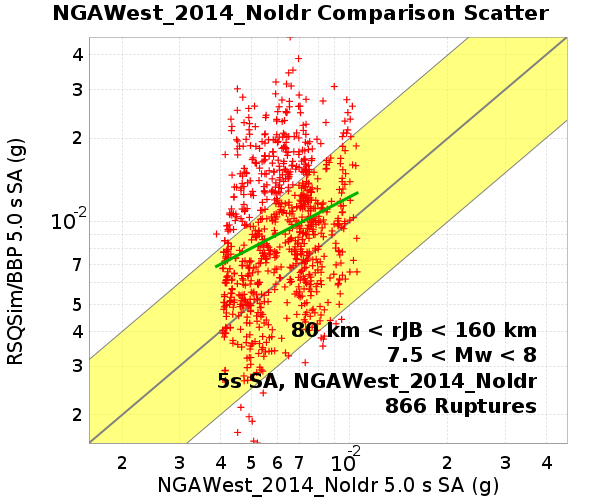 NGAWest_2014_NoIdr Comparison Scatter
RSQSim/BBP 5.0 s SA (g)
4
3
2
10-2
7
5
4
3
2
80 km < rJB < 160 km
7.5 < Mw < 8
5s SA, NGAWest_2014_NoIdr
866 Ruptures
2 3 4 5 6 7 10-2 2 3 4
NGAWest_2014_NoIdr 5.0 s SA (g)